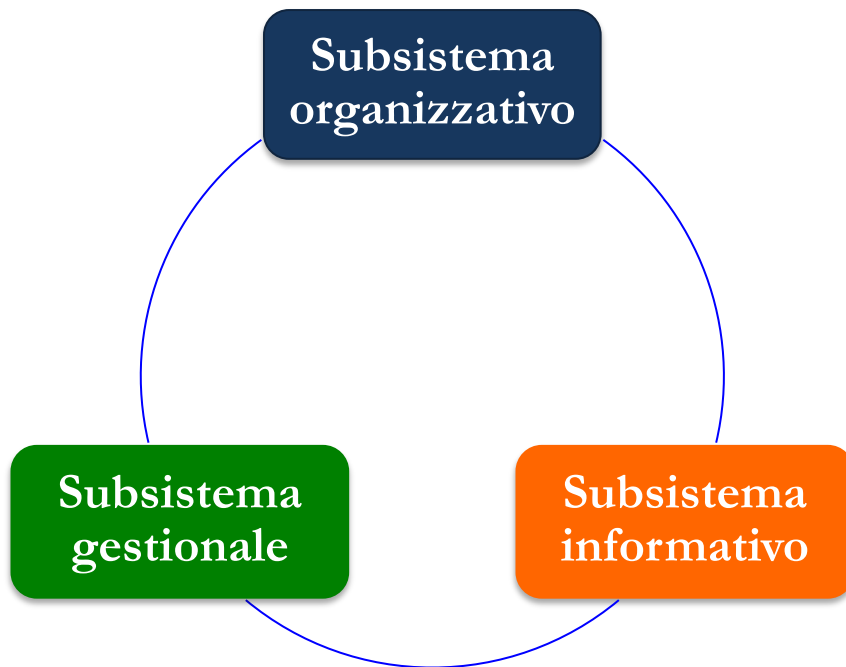 Subsistema
organizzativo
Subsistema
gestionale
Subsistema
informativo